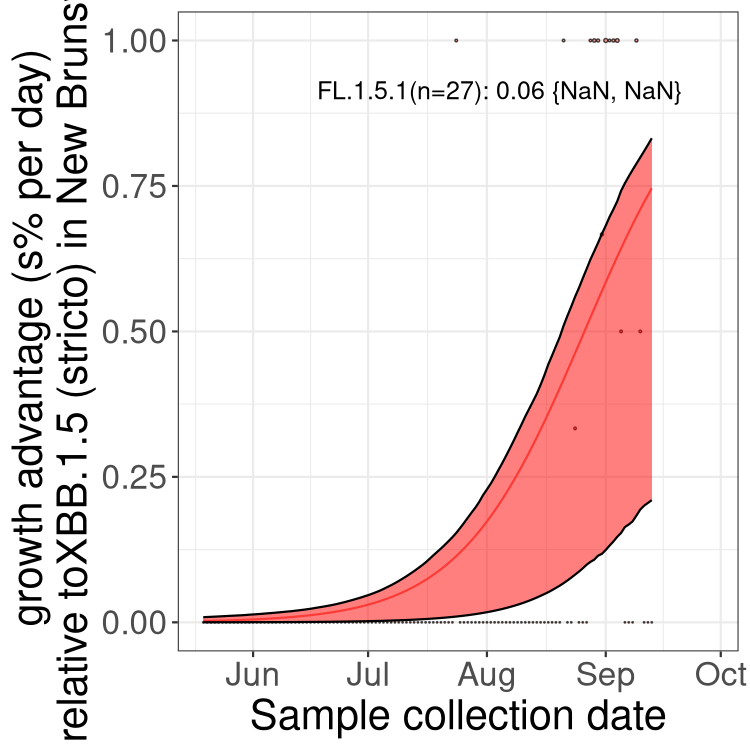 growth advantage (s% per day)
relative toXBB.1.5 (stricto) in New Bruns
1.00
0.75
0.50
0.25
0.00
FL.1.5.1(n=27): 0.06 {NaN, NaN}
Jun Jul Aug Sep Oct
Sample collection date